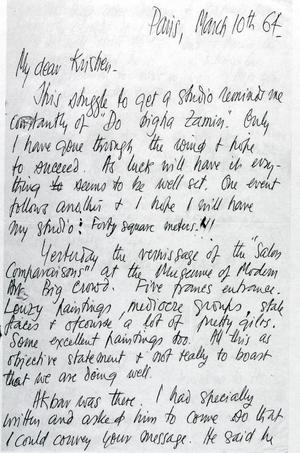 Paris, March 10th 64.
My dear Krishen-
This struggle to get a studio reminds me
constantly of "Do Bigha Zamin". Only
I have gone through the wind & hope
to succeed. As luck will have it every-
thing seems to be well set. One event
follows another & I hope I will have
my studio: Forty square meters!!
Yesterday the vernissage of the "Salon
Comparaisons" at the Museum of Modern
Art. Big crowd. Five francs entrance.
Lousy paintings, mediocre groups, stale
faces & ofcourse a lot of pretty girls.
Some excellent paintings too. All this as
objective statement & not really to boast
that we are doing well.
Akbar was there. I had specially
written and asked him to come so that
I could convey your message. He said he